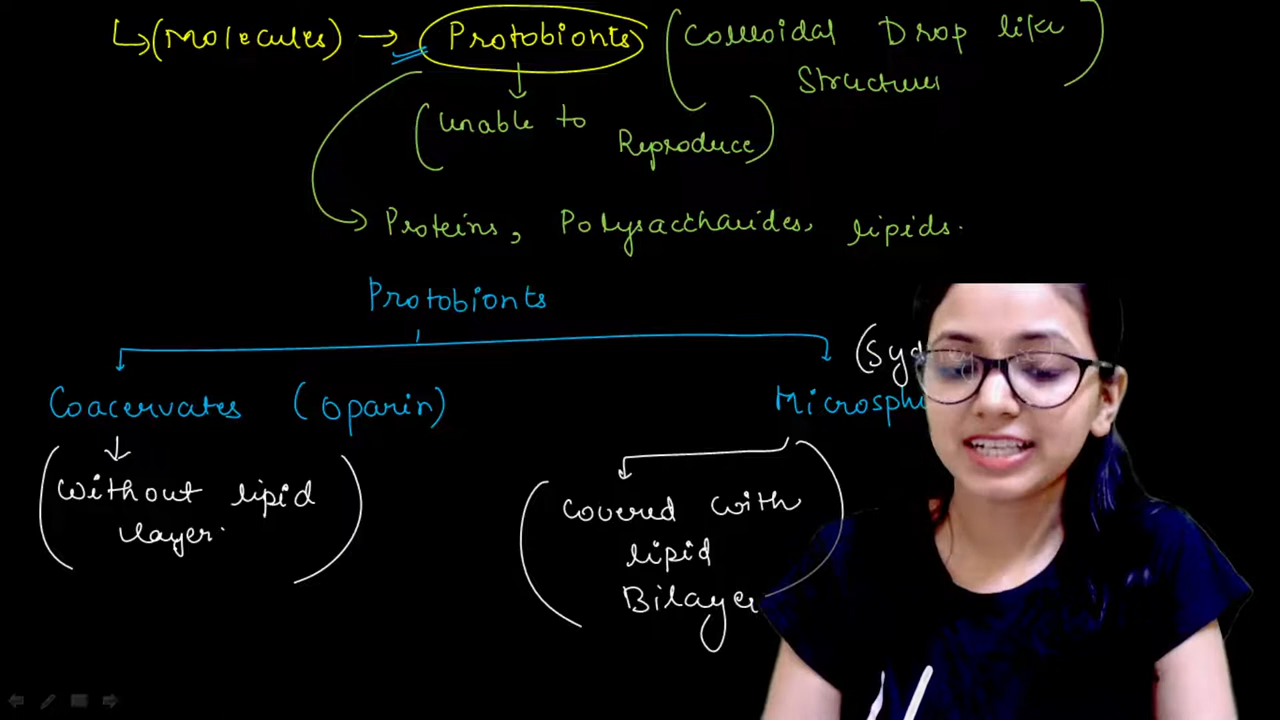 (Molecules) → Protobionts (Colloidal Drop like
Structure
(Unable to
Reproduce)
Proteins, Polysaccharides, lipids.
Protobionts
Coacervates (Oparin)
Without lipid
layer.
Covered with
lipid
Bilayer